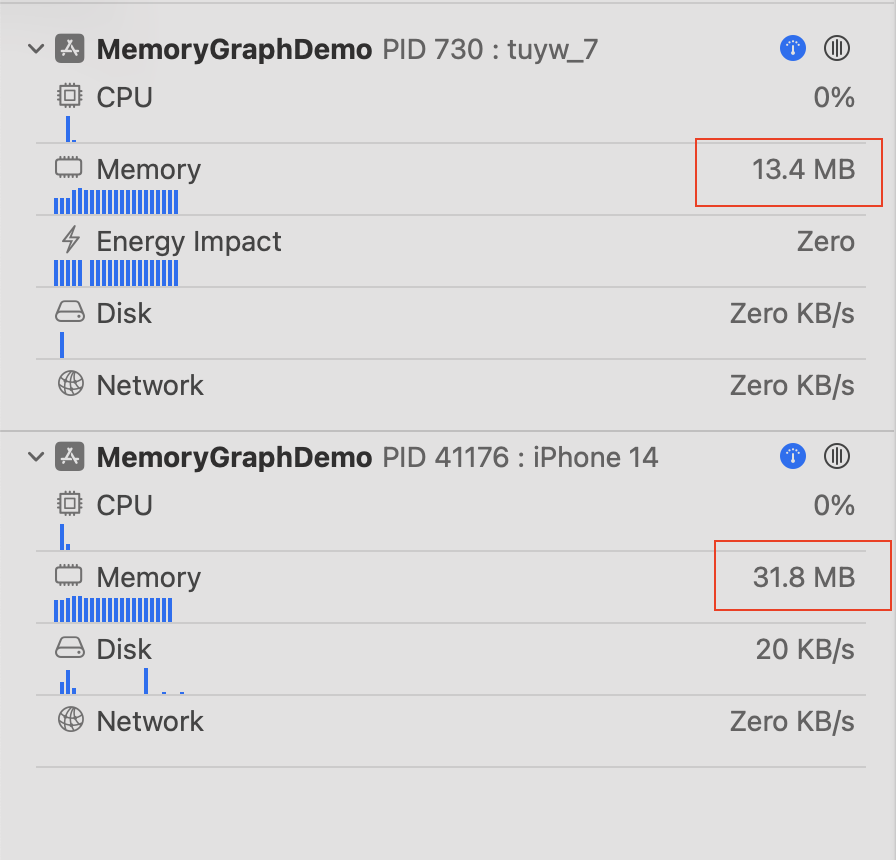 MemoryGraphDemo PID 730 : tuyw_7
CPU 0%
Memory 13.4 MB
Energy Impact Zero
Disk Zero KB/s
Network Zero KB/s
MemoryGraphDemo PID 41176 : iPhone 14
CPU 0%
Memory 31.8 MB
Disk 20 KB/s
Network Zero KB/s